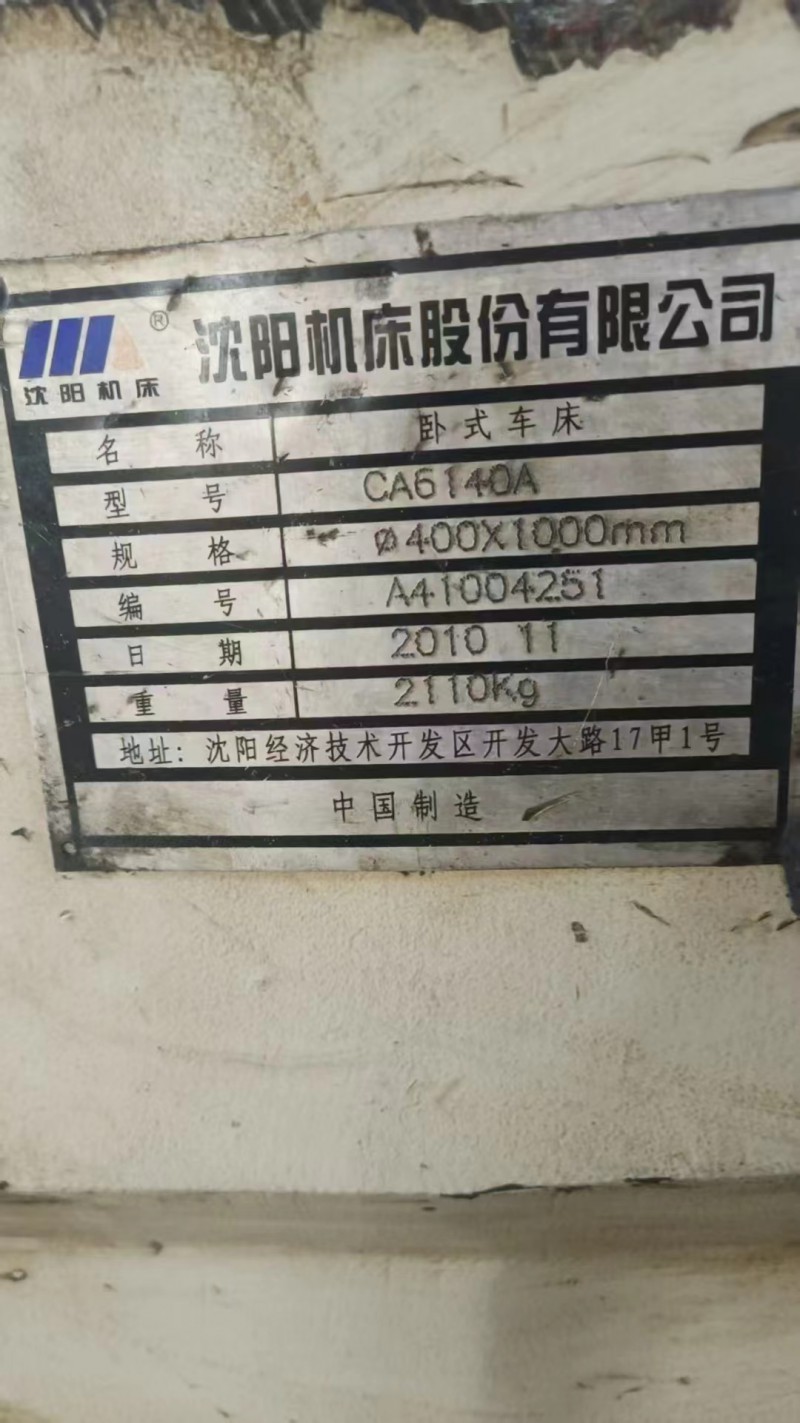 ® 沈阳机床股份有限公司
沈阳机床
名称 卧式车床
型号 CA6140A
规格 ø400X1000mm
编号 A41004251
日期 2010 11
重量 2110Kg
地址: 沈阳经济技术开发区开发大路17甲1号
中国制造